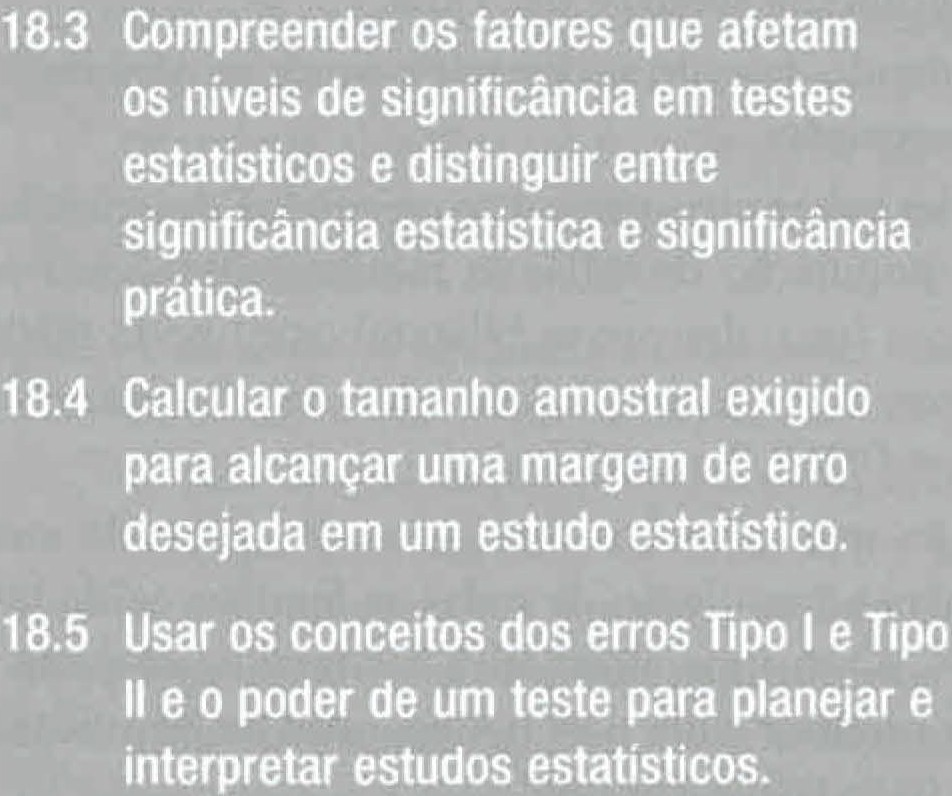 18.3 Compreender os fatores que afetam
os níveis de significância em testes
estatísticos e distinguir entre
significância estatística e significância
prática.
18.4 Calcular o tamanho amostral exigido
para alcançar uma margem de erro
desejada em um estudo estatístico.
18.5 Usar os conceitos dos erros Tipo I e Tipo
II e o poder de um teste para planejar e
interpretar estudos estatísticos.